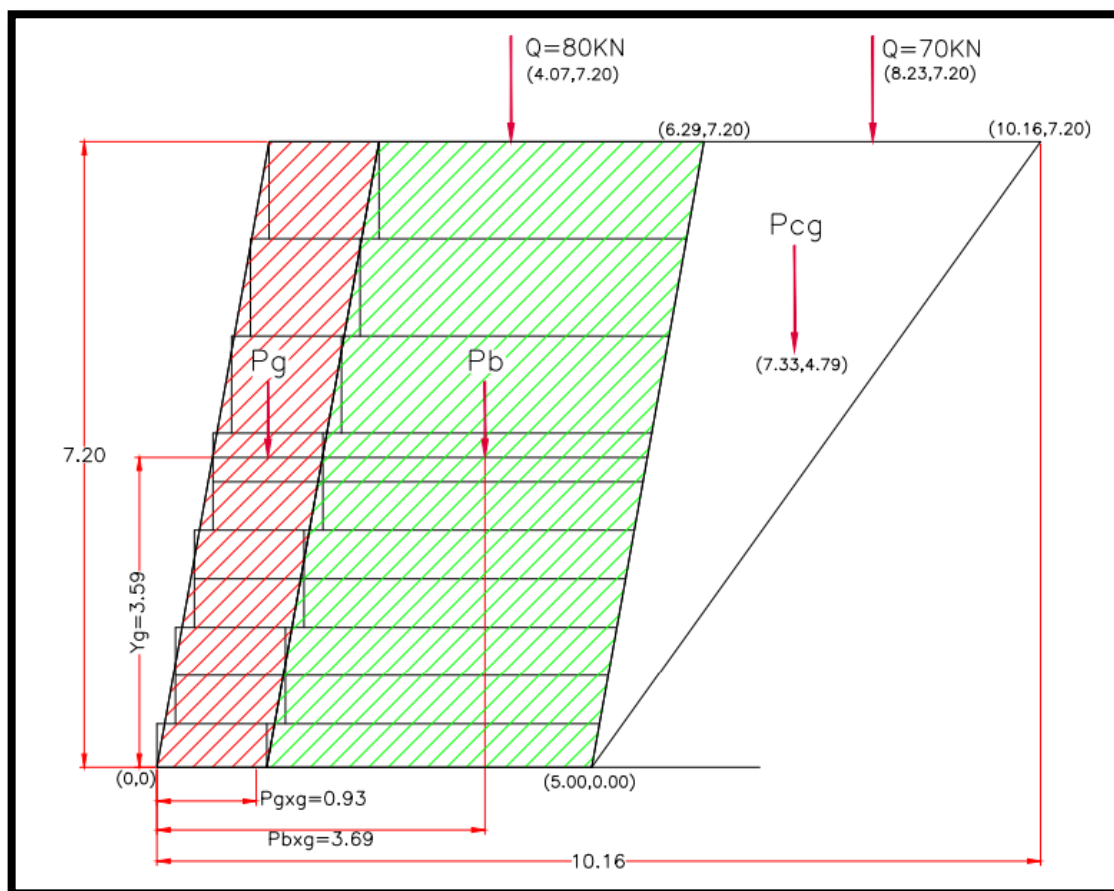 Q=80KN
(4.07,7.20)
Q=70KN
(8.23,7.20)
(6.29,7.20)
(10.16,7.20)
Pcg
(7.33,4.79)
Pg
Pb
7.20
Yg=3.59
(0,0)
(5.00,0.00)
Pgxg=0.93
Pbxg=3.69
10.16